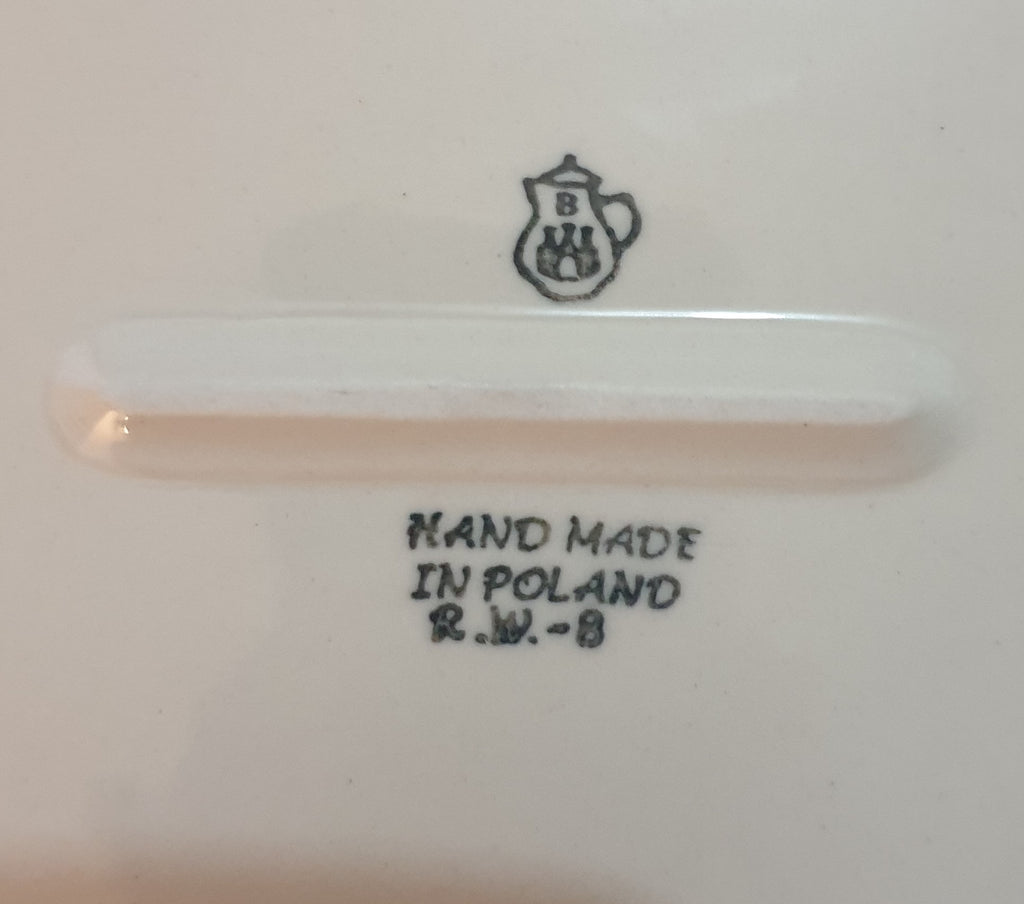 B
HAND MADE
IN POLAND
R.W.-8